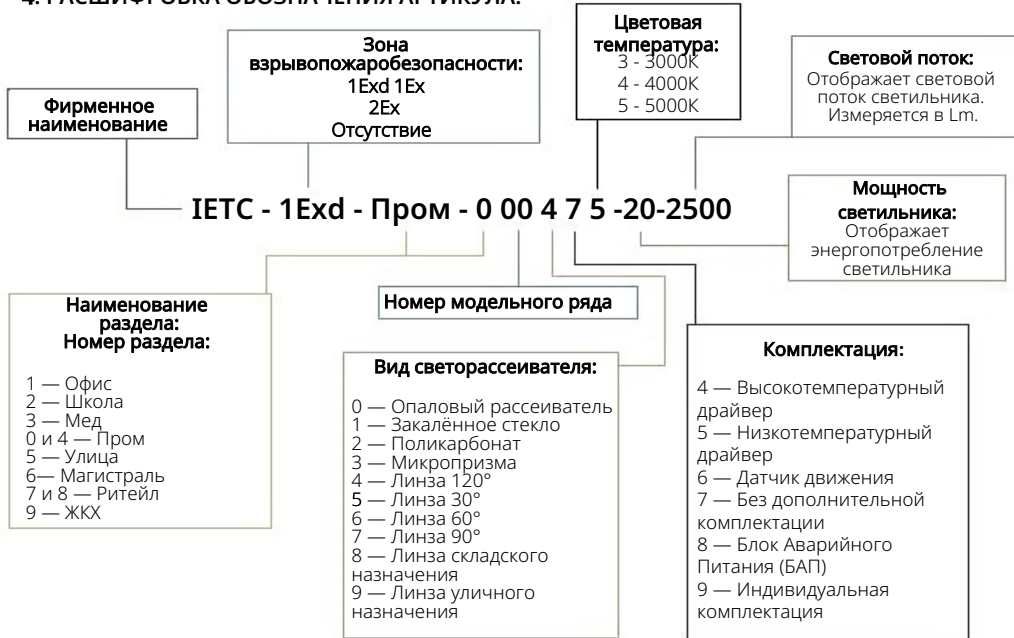 4. РАСШИФРОВКА ОБОЗНАЧЕНИЯ АРТИКУЛА:
Фирменное
наименование
Зона
взрывопожаробезопасности:
1Exd 1Ex
2Ex
Отсутствие
Цветовая
температура:
3 - 3000К
4 - 4000К
5 - 5000К
Световой поток:
Отображает световой
поток светильника.
Измеряется в Lm.
IETC - 1Exd - Пром - 0 00 4 7 5 -20-2500
Мощность
светильника:
Отображает
энергопотребление
светильника
Наименование
раздела:
Номер раздела:
1 — Офис
2 — Школа
3 — Мед
0 и 4 — Пром
5 — Улица
6— Магистраль
7 и 8 — Ритейл
9 — ЖКХ
Номер модельного ряда
Вид светорассеивателя:
0 — Опаловый рассеиватель
1 — Закалённое стекло
2 — Поликарбонат
3 — Микропризма
4 — Линза 120°
5 — Линза 30°
6 — Линза 60°
7 — Линза 90°
8 — Линза складского
назначения
9 — Линза уличного
назначения
Комплектация:
4 — Высокотемпературный
драйвер
5 — Низкотемпературный
драйвер
6 — Датчик движения
7 — Без дополнительной
комплектации
8 — Блок Аварийного
Питания (БАП)
9 — Индивидуальная
комплектация